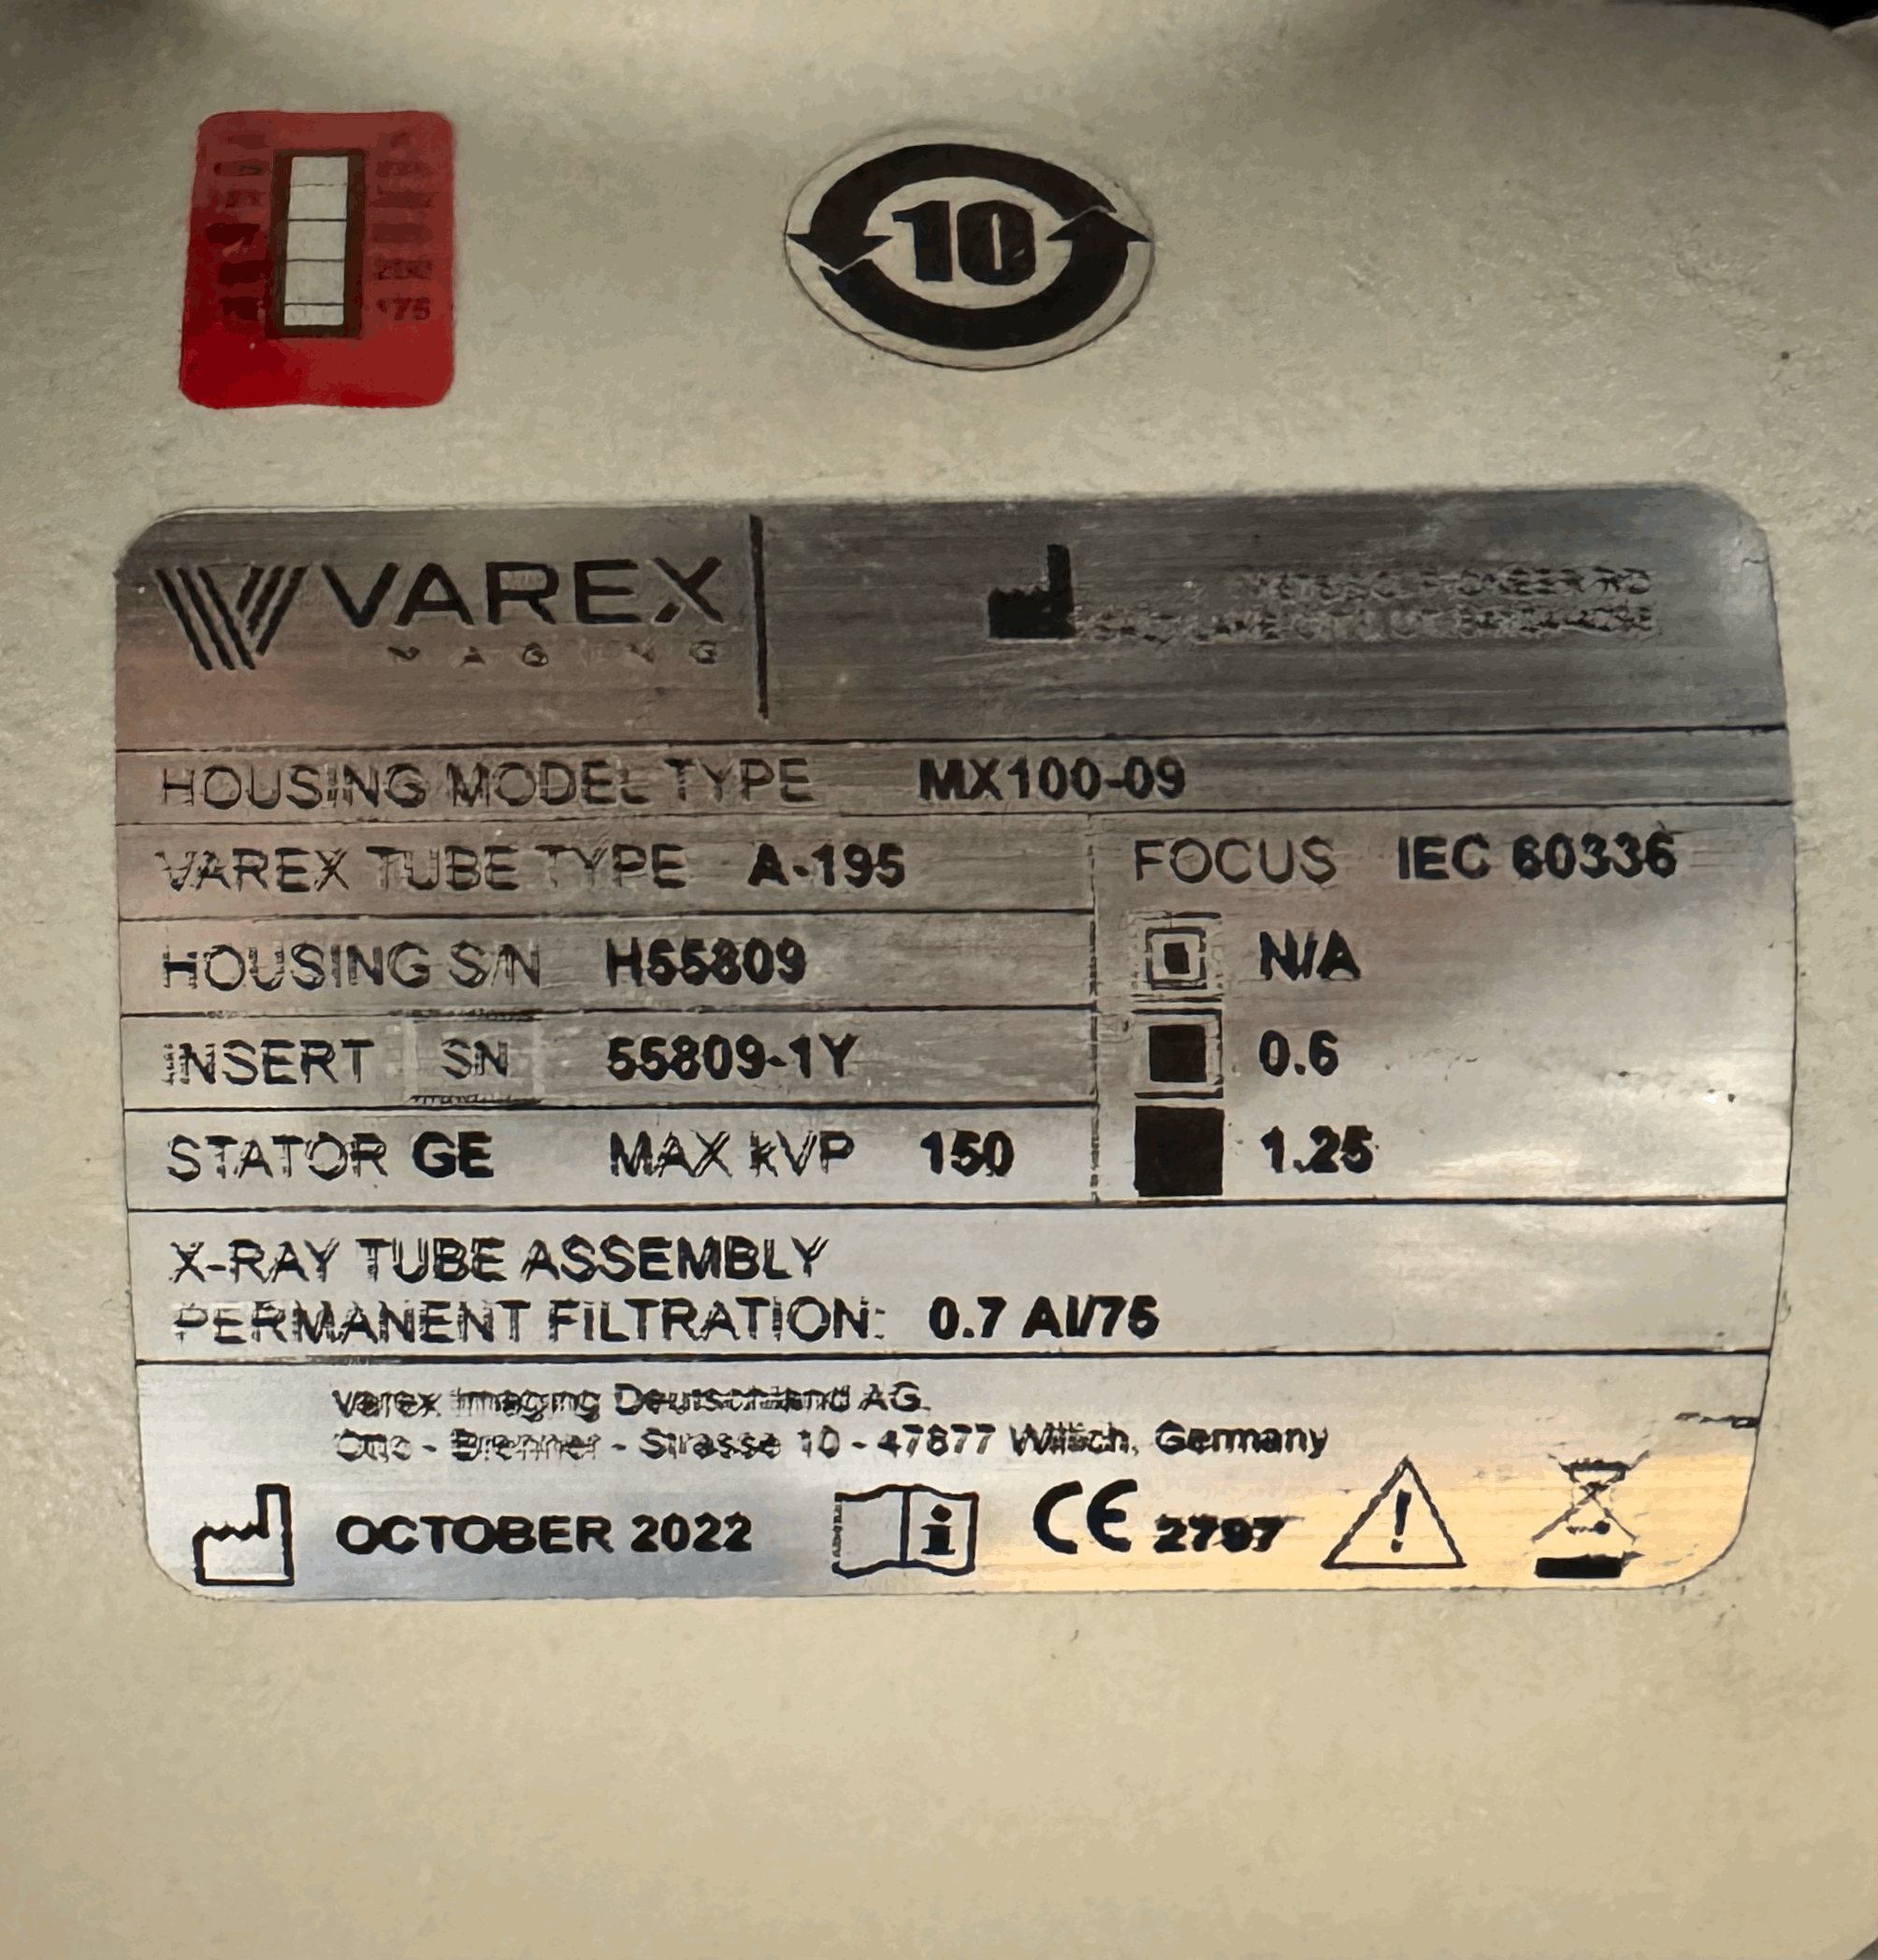 200
175
10
VAREX
HOUSING MODEL TYPE MX100-09
VAREX TUBE TYPE A-195
FOCUS IEC 60336
HOUSING S/N H55809
N/A
INSERT SN 55809-1Y
0.6
STATOR GE MAX kVP 150
1.25
X-RAY TUBE ASSEMBLY
PERMANENT FILTRATION: 0.7 Al/75
Varex Imaging Deutschland AG
Otto - Brenner - Strasse 10 - 47877 Willich, Germany
OCTOBER 2022
i
CE 2797
!